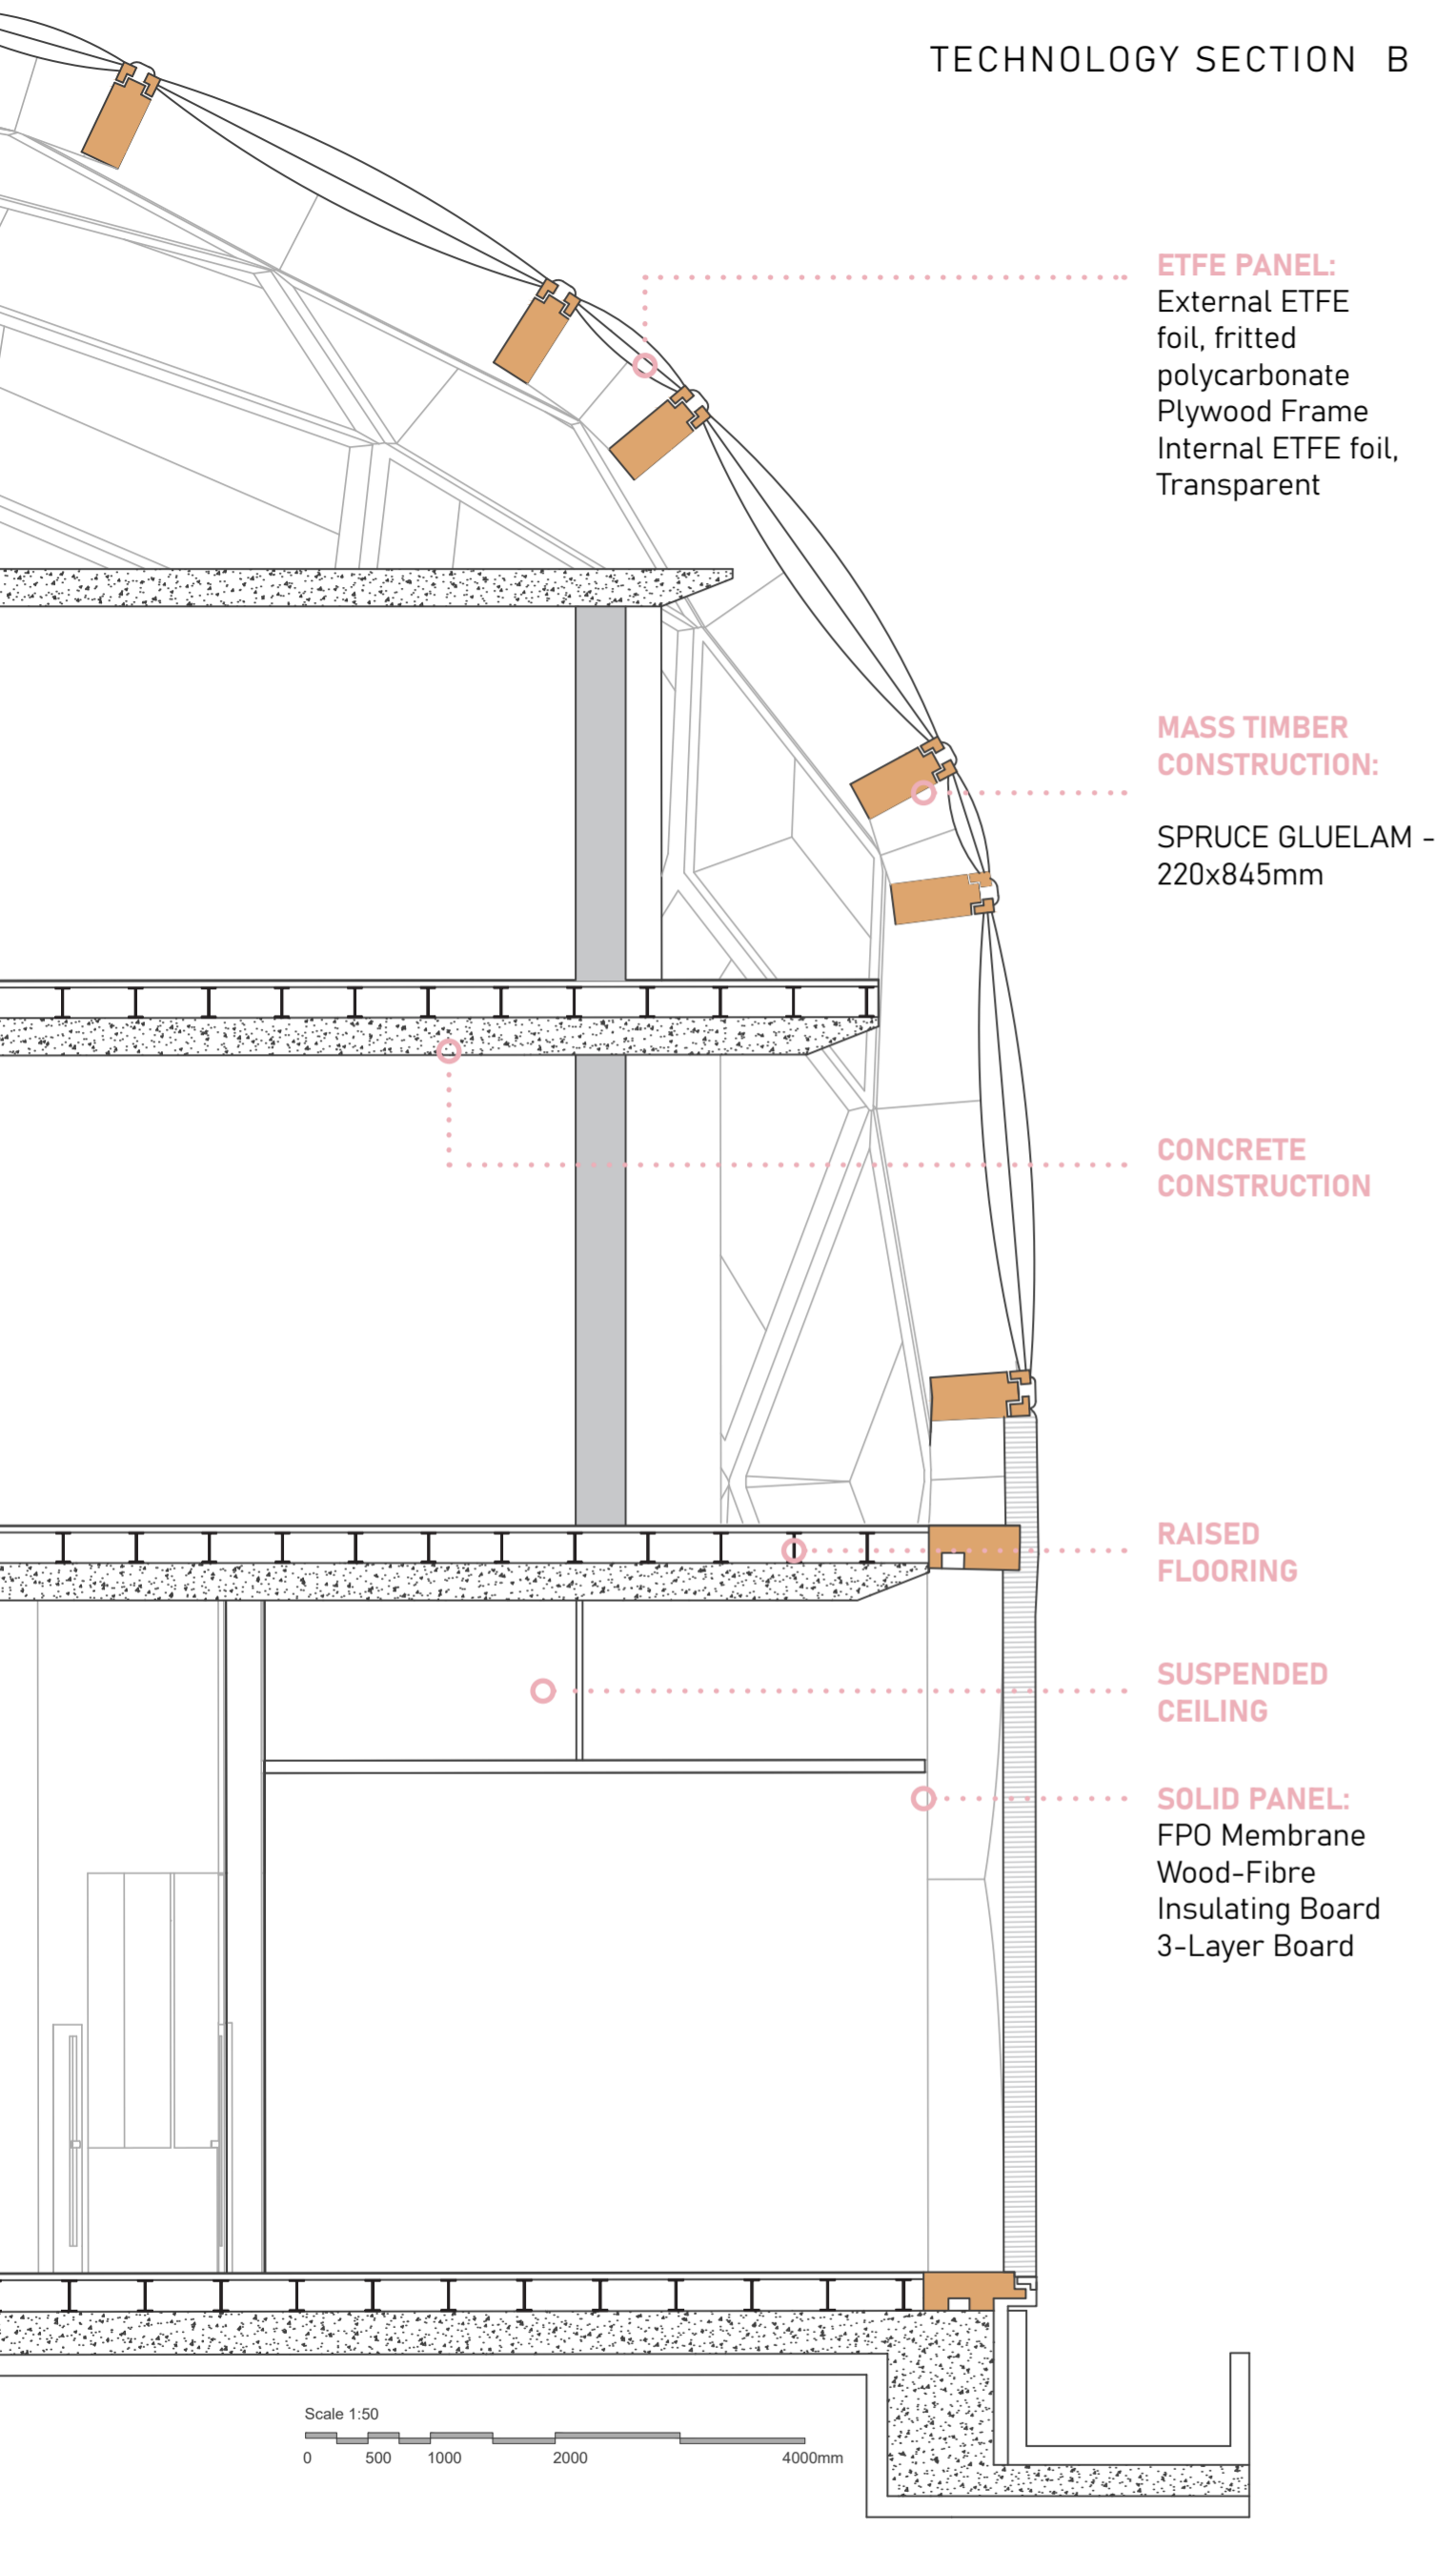 TECHNOLOGY SECTION B
ETFE PANEL:
External ETFE
foil, fritted
polycarbonate
Plywood Frame
Internal ETFE foil,
Transparent
MASS TIMBER
CONSTRUCTION:
SPRUCE GLUELAM -
220x845mm
CONCRETE
CONSTRUCTION
RAISED
FLOORING
SUSPENDED
CEILING
SOLID PANEL:
FPO Membrane
Wood-Fibre
Insulating Board
3-Layer Board
Scale 1:50
0 500 1000 2000 4000mm